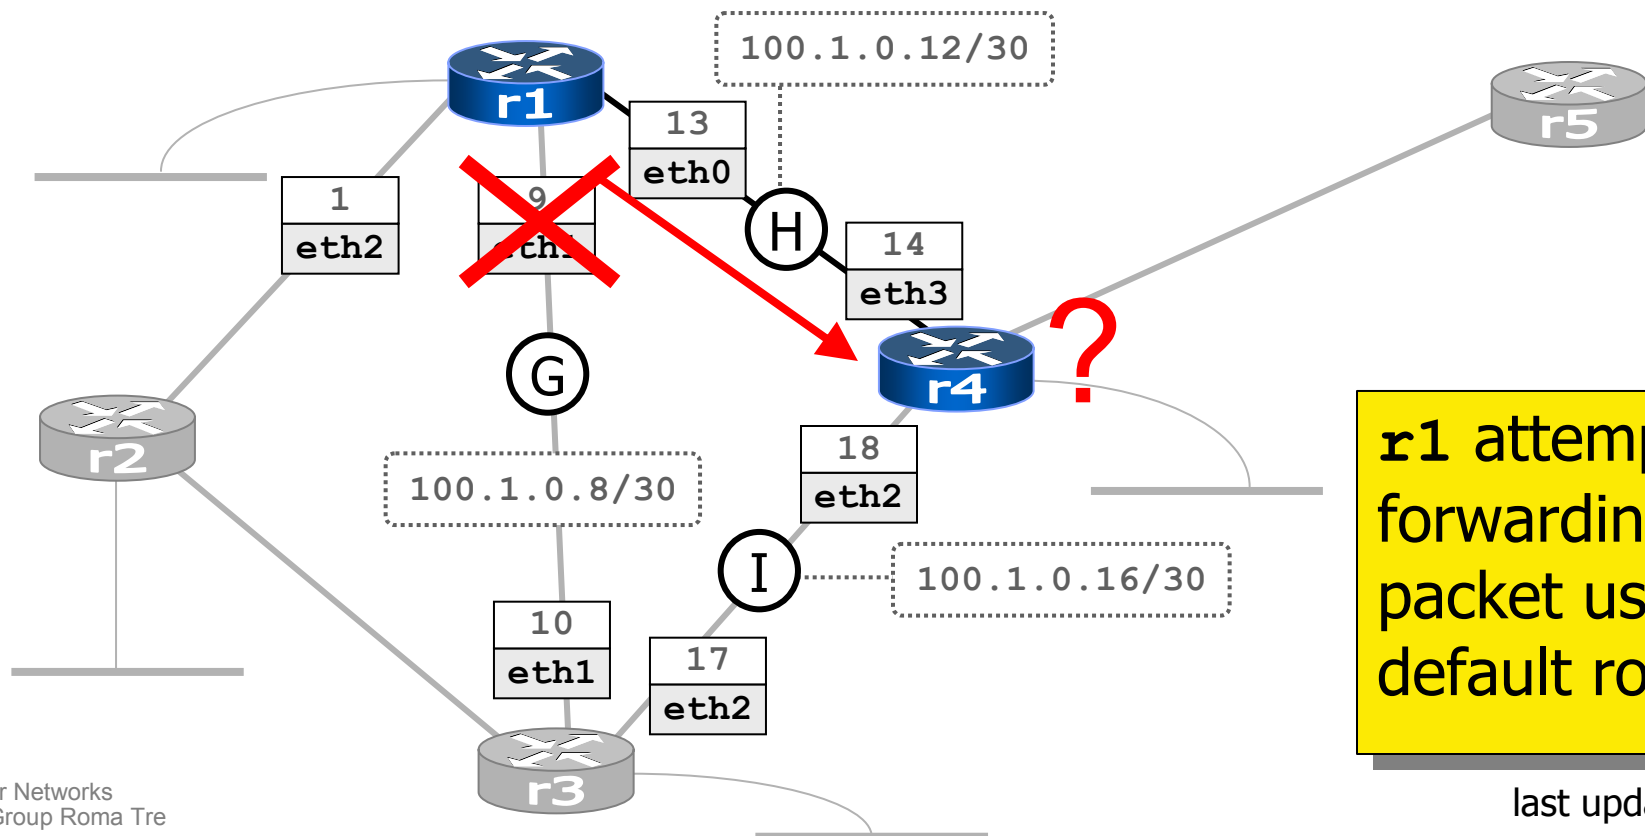 100.1.0.12/30
r1
r5
13
eth0
1
eth2
9
H
14
eth3
G
?
r4
r2
100.1.0.8/30
18
eth2
I
100.1.0.16/30
10
eth1
17
eth2
r3
r1
forwardin
packet us
default ro
r Networks
Group Roma Tre
last upda